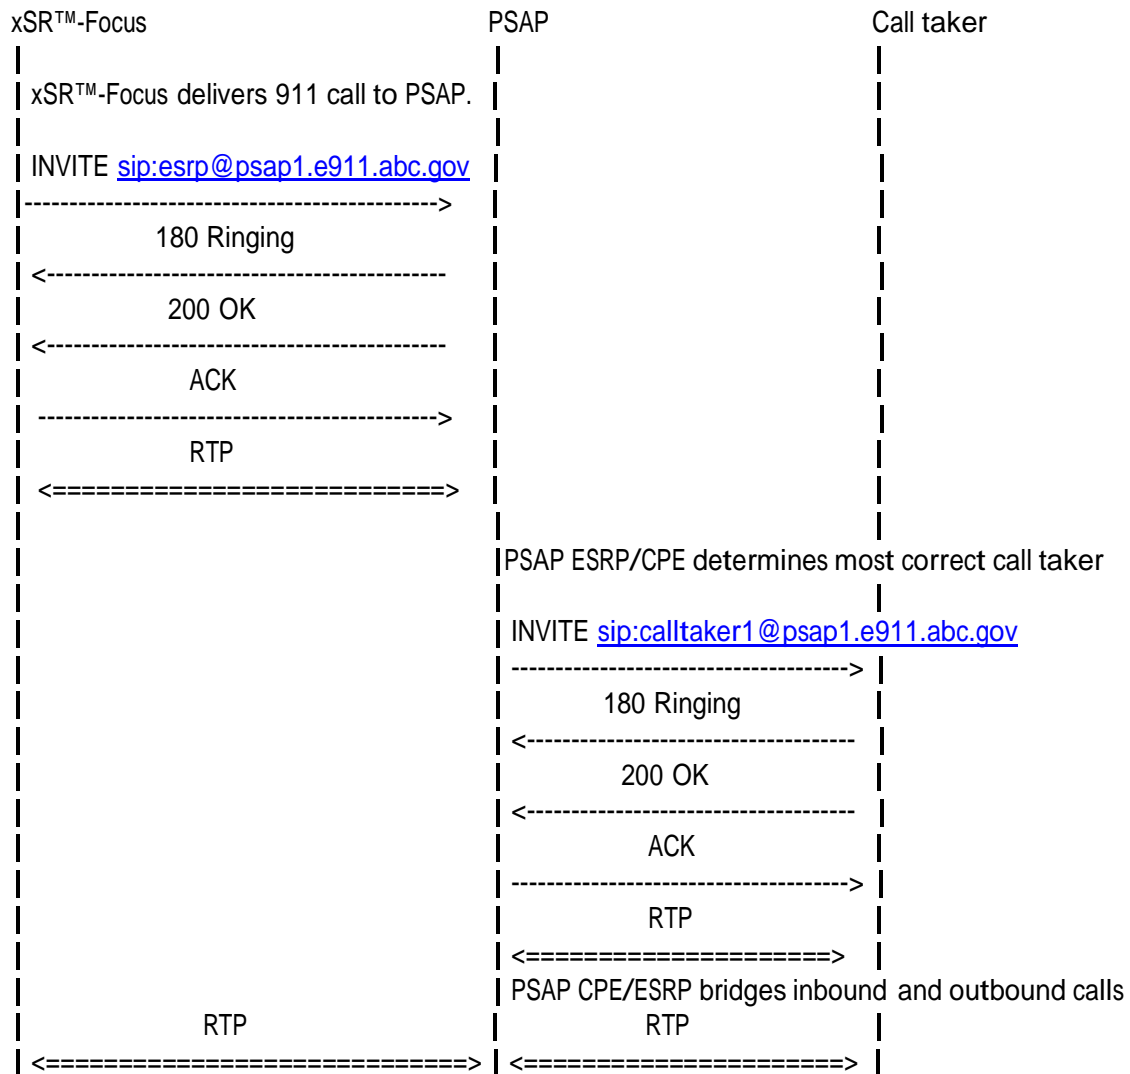 xSR™-Focus PSAP Call taker
xSR™-Focus delivers 911 call to PSAP.
INVITE sip:esrp@psap1.e911.abc.gov
180 Ringing
200 OK
ACK
RTP
PSAP ESRP/CPE determines most correct call taker
INVITE sip:calltaker1@psap1.e911.abc.gov
180 Ringing
200 OK
ACK
RTP
PSAP CPE/ESRP bridges inbound and outbound calls
RTP RTP